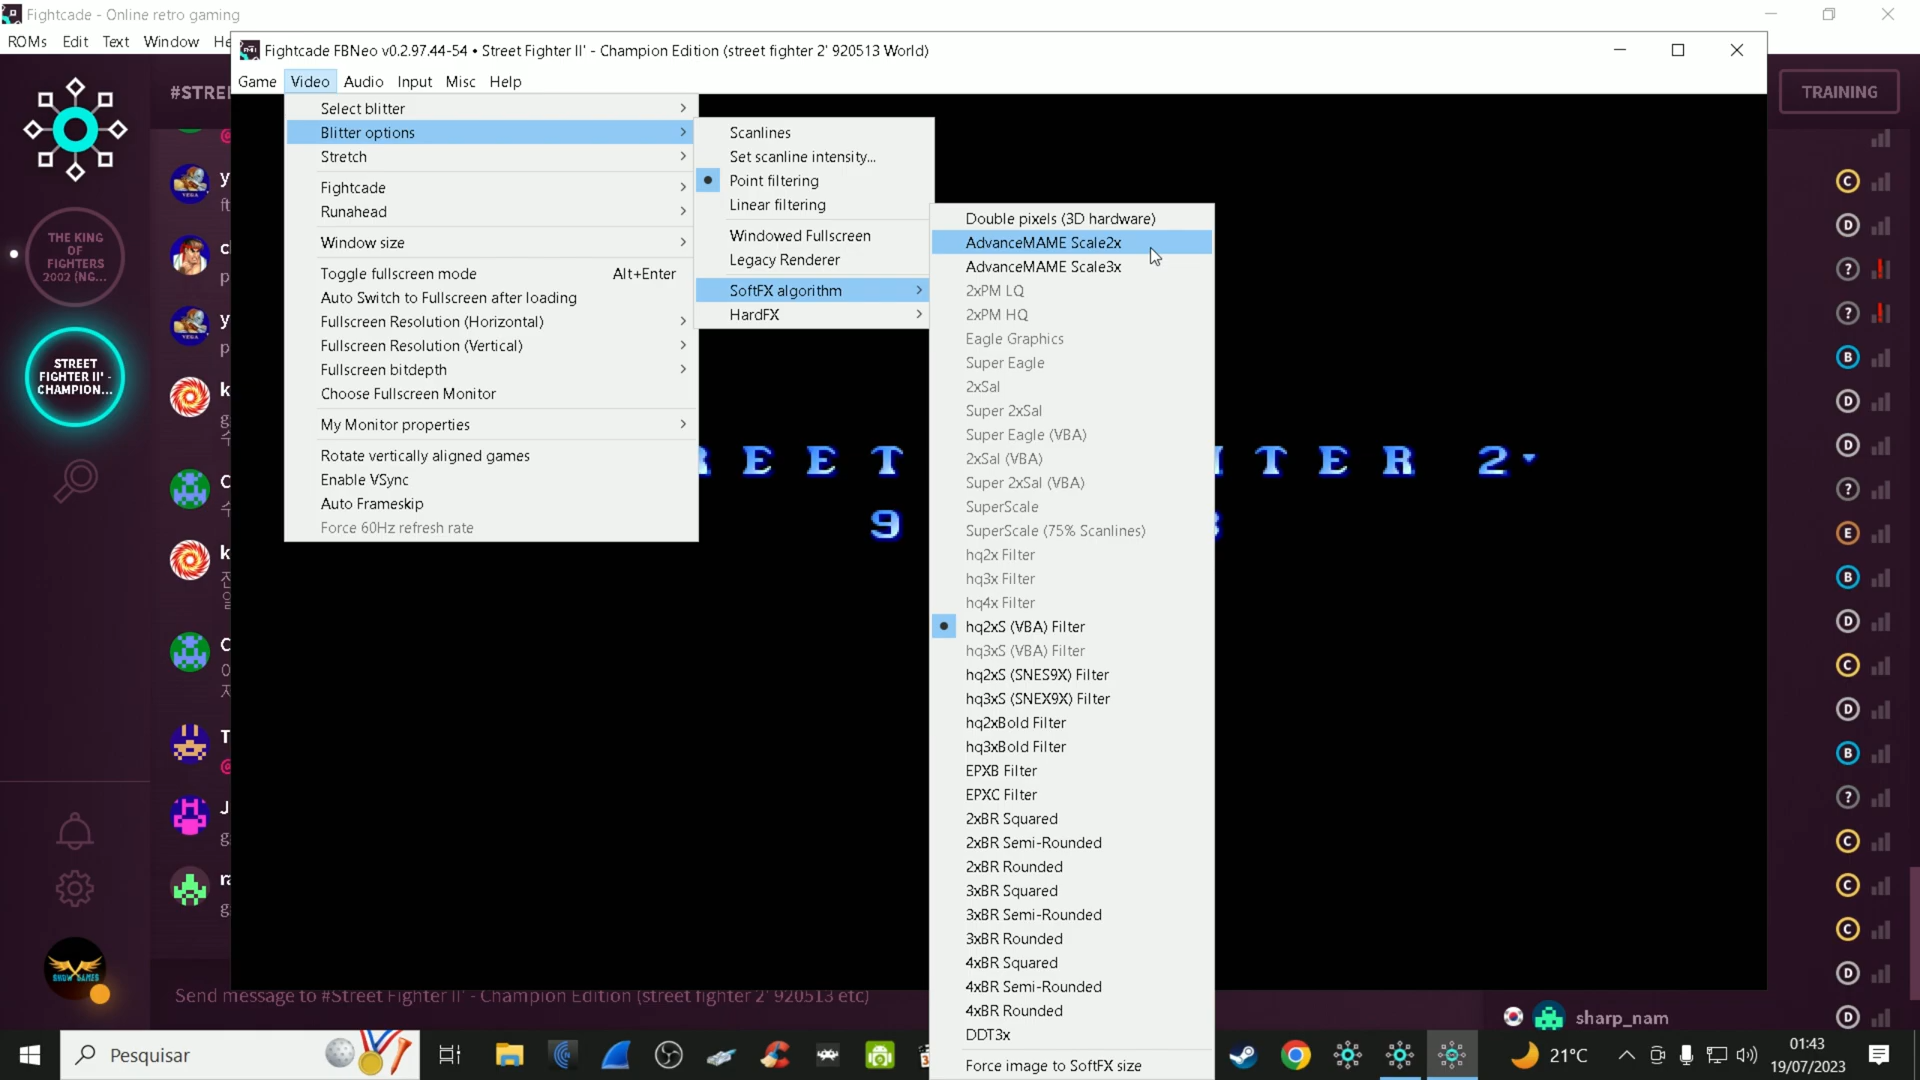 Fightcade - Online retro gaming
ROMs Edit Text Window He
Fightcade FBNeo v0.2.97.44-54 • Street Fighter II' - Champion Edition (street fighter 2' 920513 World)
Game Video Audio Input Misc Help
#STREE
TRAINING
Select blitter
Blitter options
Stretch
Fightcade
Runahead
Window size
Toggle fullscreen mode Alt+Enter
Auto Switch to Fullscreen after loading
Fullscreen Resolution (Horizontal)
Fullscreen Resolution (Vertical)
Fullscreen bitdepth
Choose Fullscreen Monitor
My Monitor properties
Rotate vertically aligned games
Enable VSync
Auto Frameskip
Force 60Hz refresh rate
Scanlines
Set scanline intensity...
Point filtering
Linear filtering
Windowed Fullscreen
Legacy Renderer
SoftFX algorithm
HardFX
Double pixels (3D hardware)
AdvanceMAME Scale2x
AdvanceMAME Scale3x
2xPM LQ
2xPM HQ
Eagle Graphics
Super Eagle
2xSaI
Super 2xSaI
Super Eagle (VBA)
2xSaI (VBA)
Super 2xSaI (VBA)
SuperScale
SuperScale (75% Scanlines)
hq2x Filter
hq3x Filter
hq4x Filter
hq2xS (VBA) Filter
hq3xS (VBA) Filter
hq2xS (SNES9X) Filter
hq3xS (SNEX9X) Filter
hq2xBold Filter
hq3xBold Filter
EPXB Filter
EPXC Filter
2xBR Squared
2xBR Semi-Rounded
2xBR Rounded
3xBR Squared
3xBR Semi-Rounded
3xBR Rounded
4xBR Squared
4xBR Semi-Rounded
4xBR Rounded
DDT3x
Force image to SoftFX size
REET
TER 2'
9
THE KING
OF
FIGHTERS
2002 (NG...
STREET
FIGHTER II' -
CHAMPION...
SHOW GAMES
C
D
?
?
B
D
D
?
E
B
D
C
D
B
?
C
C
C
D
D
Send message to #Street Fighter II' - Champion Edition (street fighter 2' 920513 etc)
sharp_nam
Pesquisar
21°C
01:43
19/07/2023